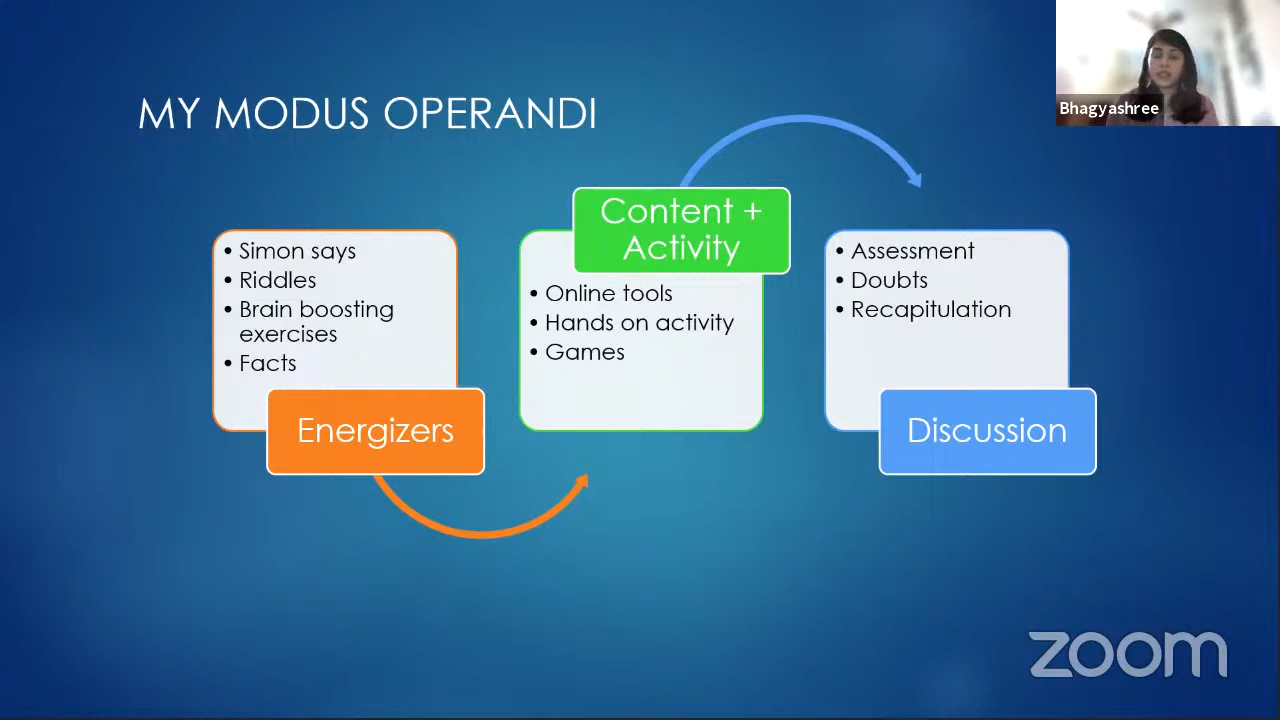 MY MODUS OPERANDI
Bhagyashree
• Simon says
• Riddles
• Brain boosting
exercises
• Facts
Energizers
Content +
Activity
• Online tools
• Hands on activity
• Games
• Assessment
• Doubts
• Recapitulation
Discussion
zoom